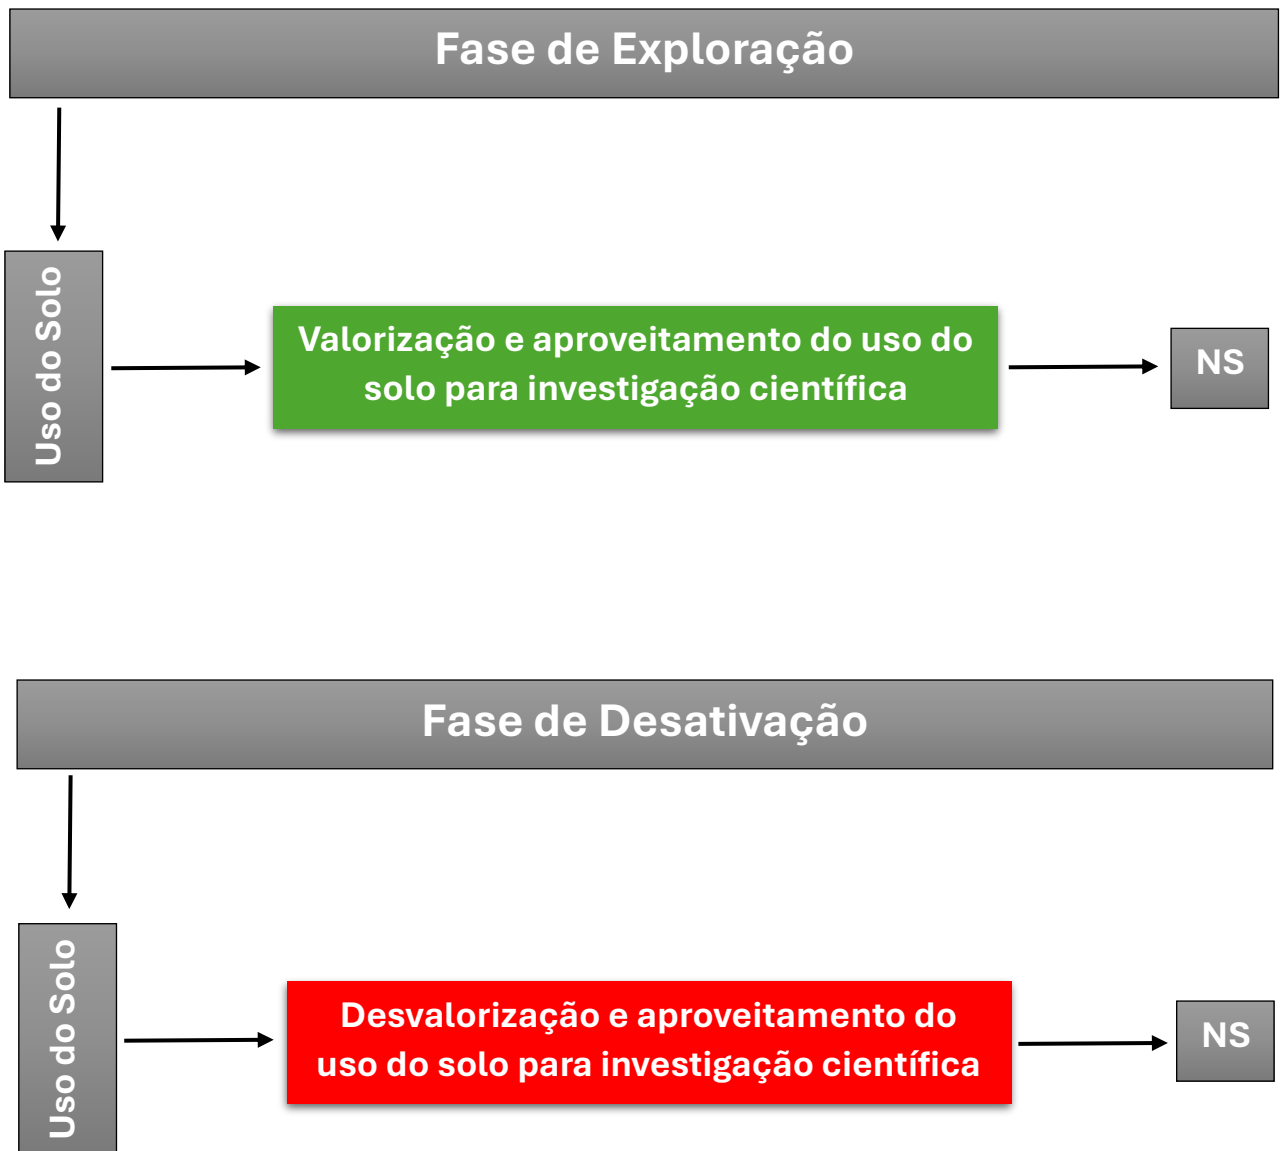 Fase de Exploração
Uso do Solo
Valorização e aproveitamento do uso do
solo para investigação científica
NS
Fase de Desativação
Uso do Solo
Desvalorização e aproveitamento do
uso do solo para investigação científica
NS